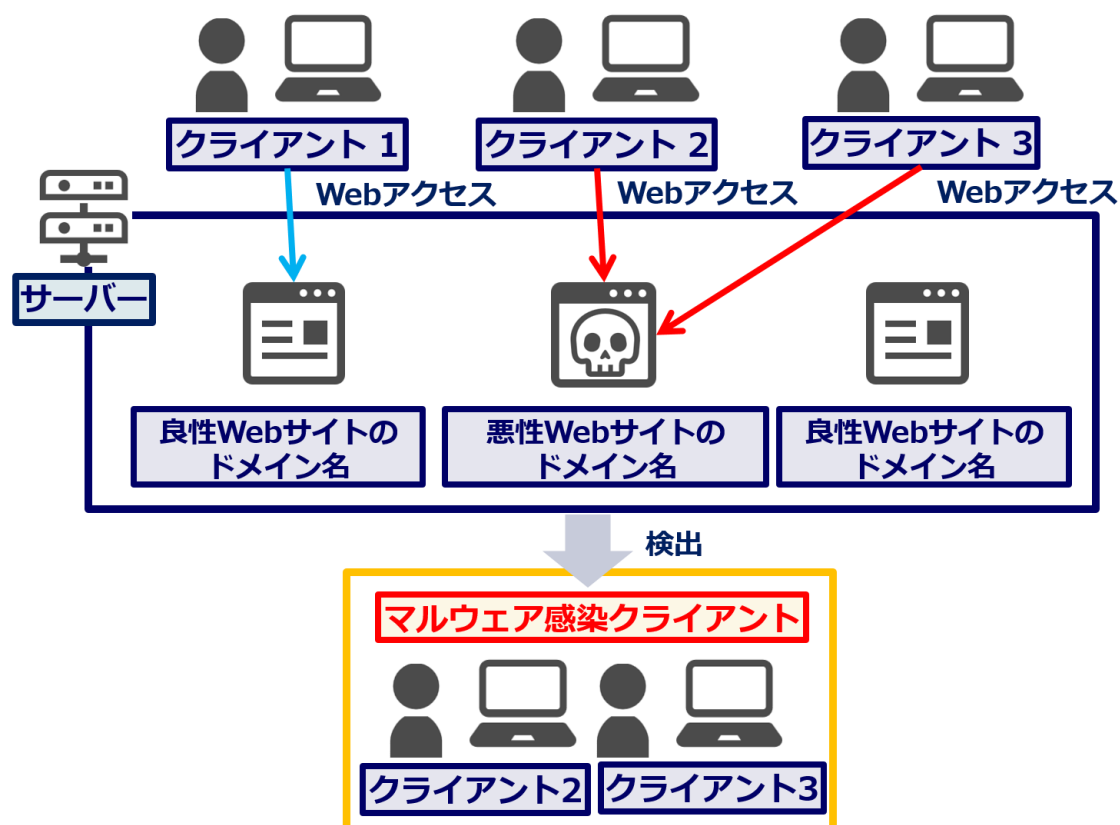 クライアント 1
クライアント 2
クライアント 3
Webアクセス
Webアクセス
Webアクセス
サーバー
良性Webサイトの
ドメイン名
悪性Webサイトの
ドメイン名
良性Webサイトの
ドメイン名
検出
マルウェア感染クライアント
クライアント2
クライアント3